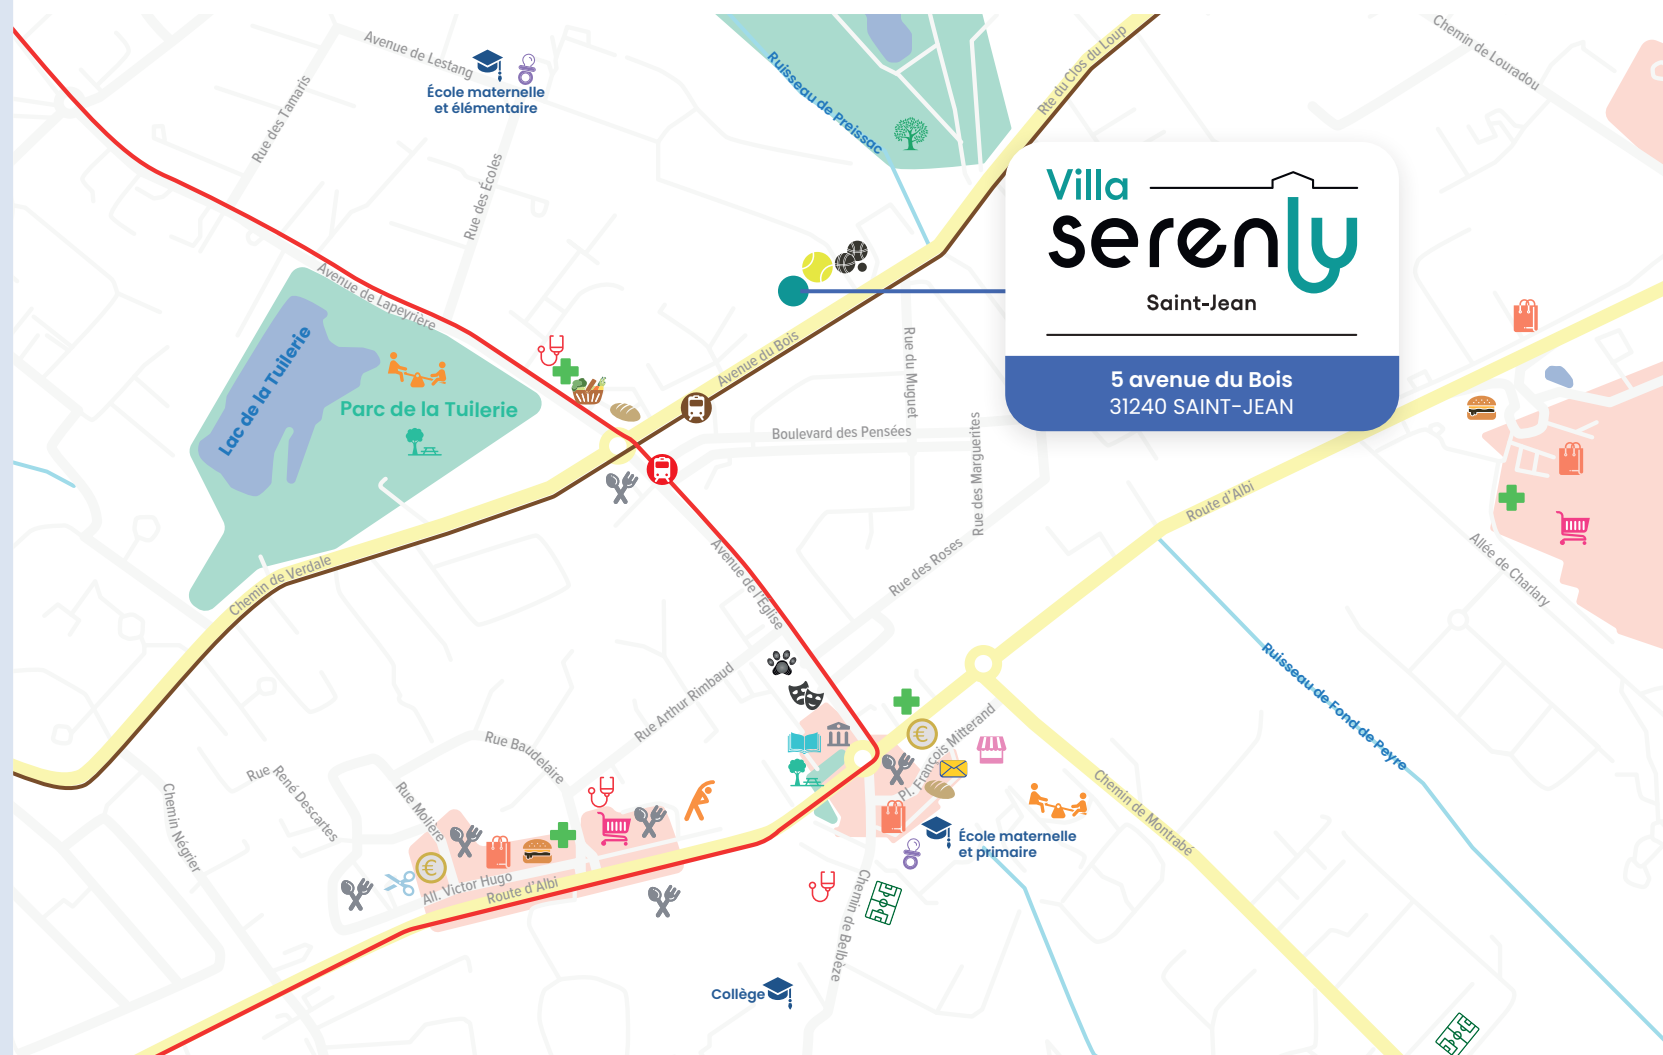 Chemin de Louradou
Avenue de Lestang
École maternelle
et élémentaire
Rue des Tamaris
Rue des Écoles
Ruisseau de Preissac
Rte du Clos du Loup
Villa
serenly
Saint-Jean
5 avenue du Bois
31240 SAINT-JEAN
Avenue de Lapeyrière
Lac de la Tuilerie
Parc de la Tuilerie
Avenue du Bois
Rue du Muguet
Boulevard des Pensées
Rue des Marguerites
Route d'Albi
Allée de Charlary
Chemin de Verdale
Avenue de l'Église
Rue des Roses
Ruisseau de Fond de Peyre
Rue Arthur Rimbaud
Rue Baudelaire
Rue René Descartes
Rue Molière
Chemin Négrier
€
Pl. François Mitterand
Chemin de Montrabé
École maternelle
et primaire
€
All. Victor Hugo
Route d'Albi
Chemin de Belbèze
Collège